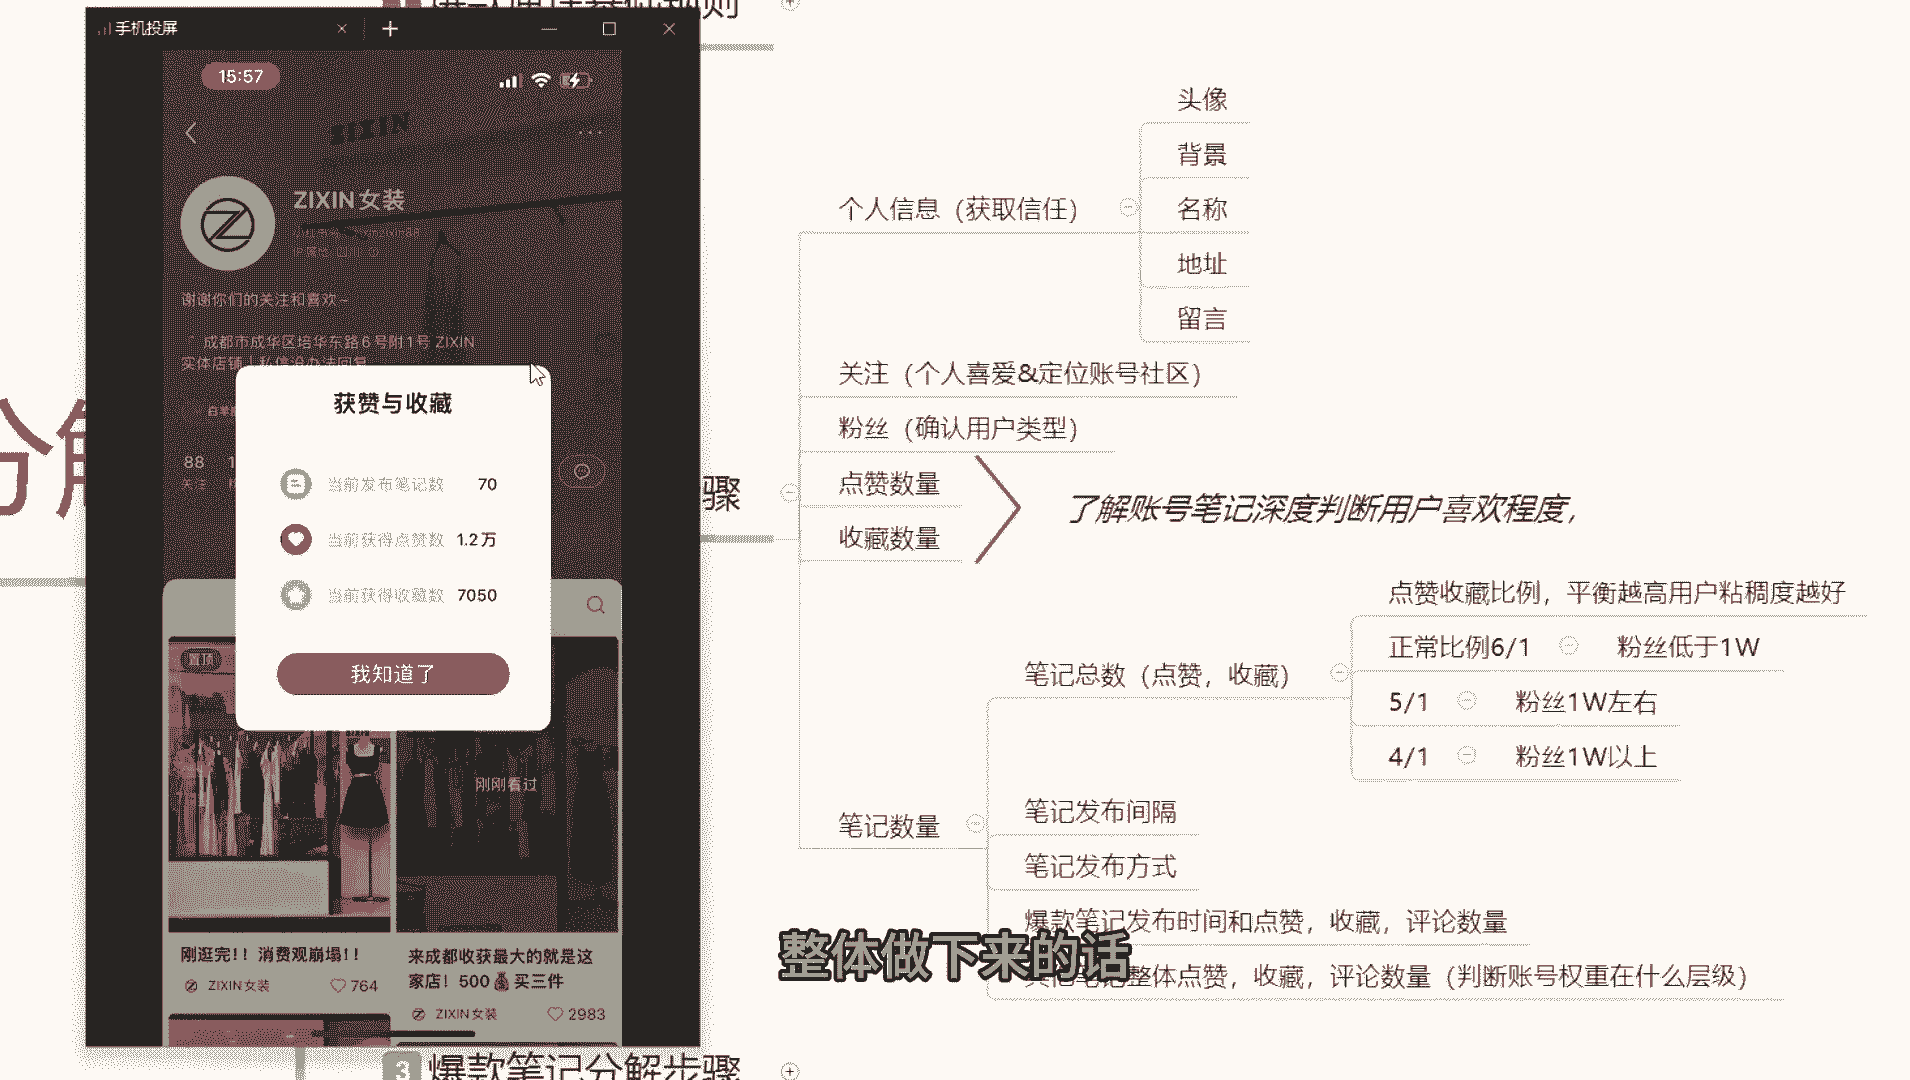 手机投屏
15:57
ZIXIN
ZIXIN女装
谢谢你们的关注和喜欢~
成都市成华区培华东路6号附1号 ZIXIN
实体店铺 | 私信没办法回复
88
关注
获赞与收藏
当前发布笔记数 70
当前获得点赞数 1.2万
当前获得收藏数 7050
我知道了
置顶
刚刚看过
刚逛完!! 消费观崩塌!!
ZIXIN女装 764
来成都收获最大的就是这
家店! 500💰买三件
ZIXIN女装 2983
骤
3 爆款笔记分解步骤
个人信息（获取信任）
头像
背景
名称
地址
留言
关注（个人喜爱&定位账号社区）
粉丝（确认用户类型）
点赞数量
收藏数量
了解账号笔记深度判断用户喜欢程度，
笔记数量
笔记总数（点赞，收藏）
点赞收藏比例，平衡越高用户粘稠度越好
正常比例6/1 粉丝低于1W
5/1 粉丝1W左右
4/1 粉丝1W以上
笔记发布间隔
笔记发布方式
爆款笔记发布时间和点赞，收藏，评论数量
整体点赞，收藏，评论数量（判断账号权重在什么层级）
整体做下来的话